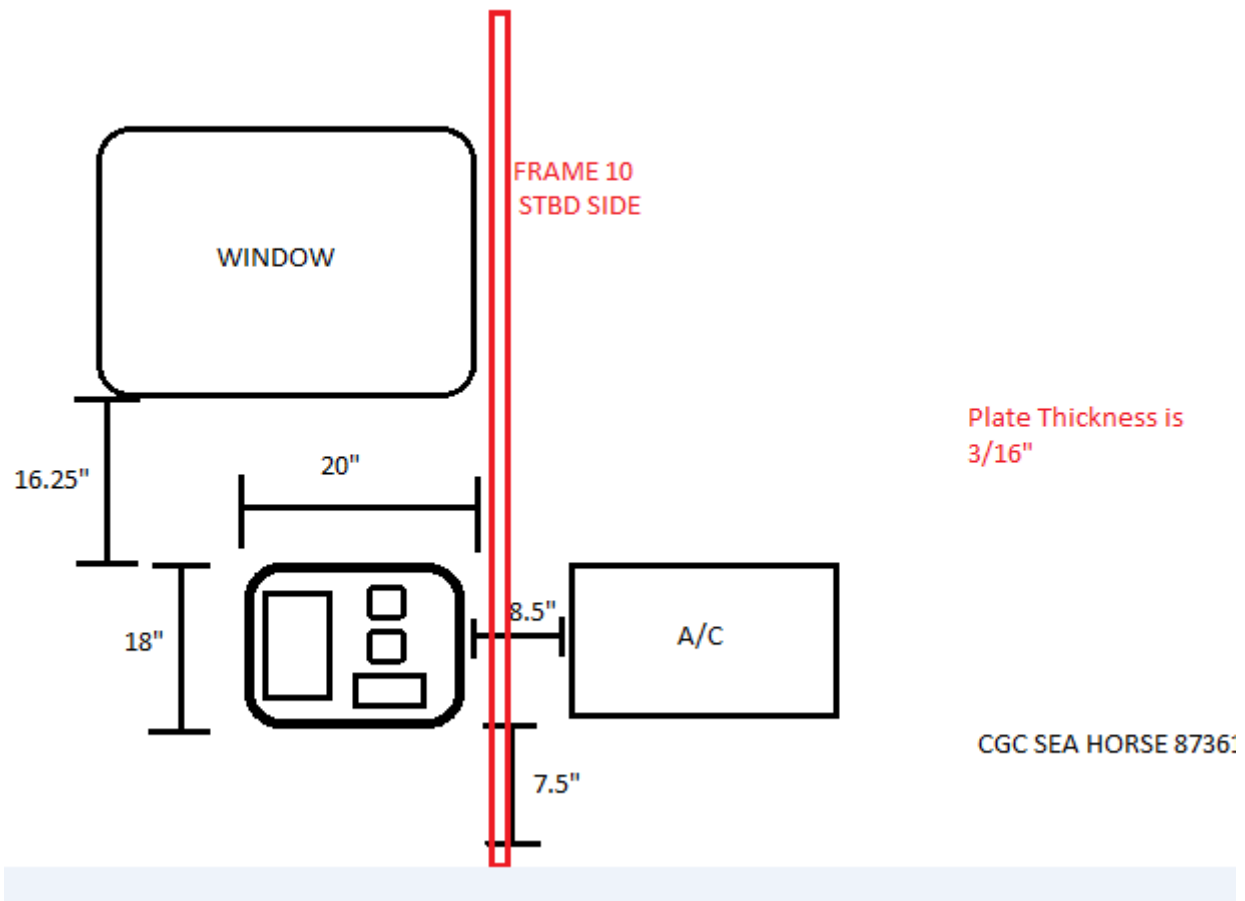 FRAME 10
STBD SIDE
WINDOW
Plate Thickness is
3/16"
20"
16.25"
8.5"
A/C
18"
CGC SEA HORSE 87361
7.5"